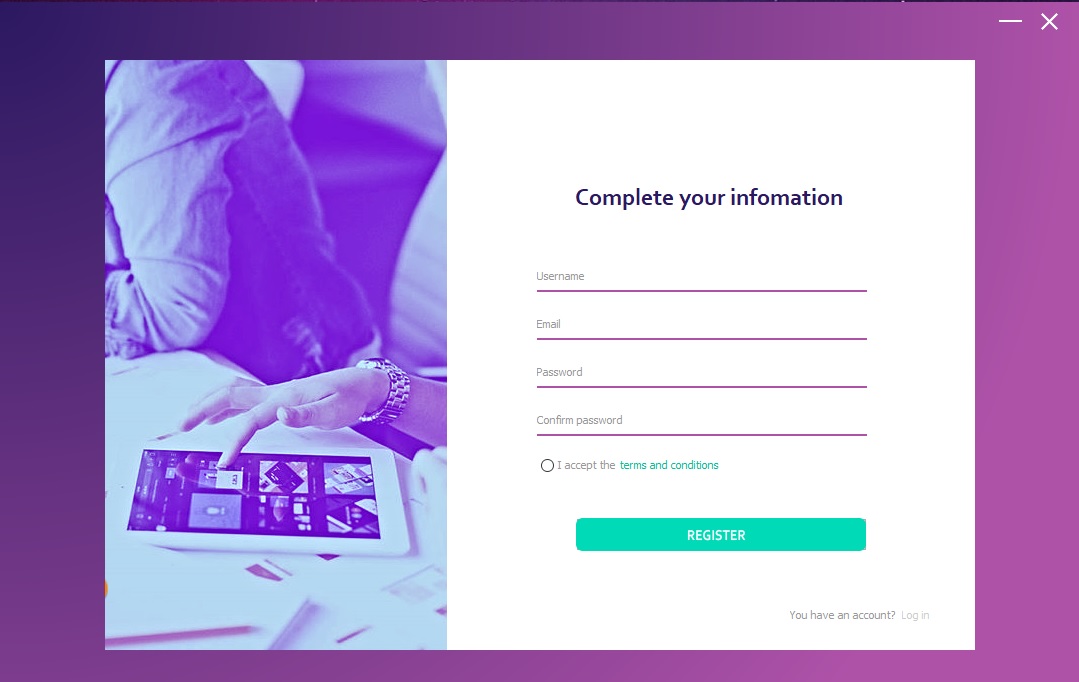 Complete your infomation
Username
Email
Password
Confirm password
I accept the terms and conditions
REGISTER
You have an account? Log in